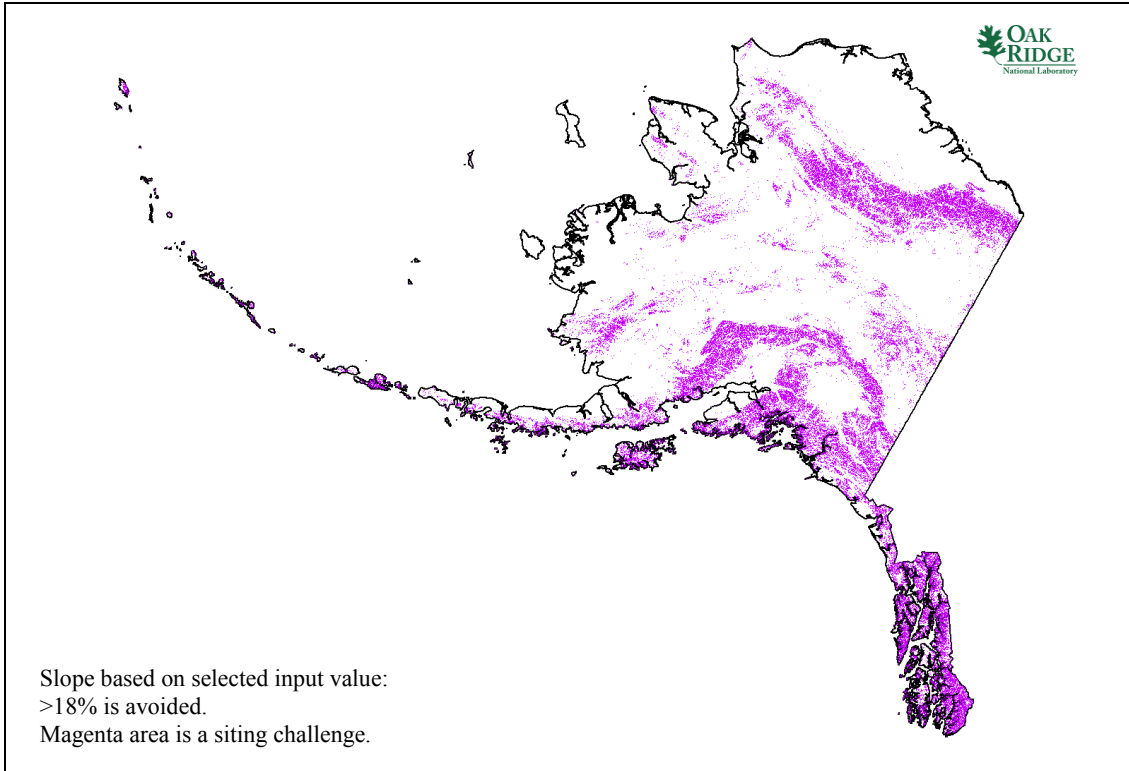 OAK
RIDGE
National Laboratory
Slope based on selected input value:
>18% is avoided.
Magenta area is a siting challenge.